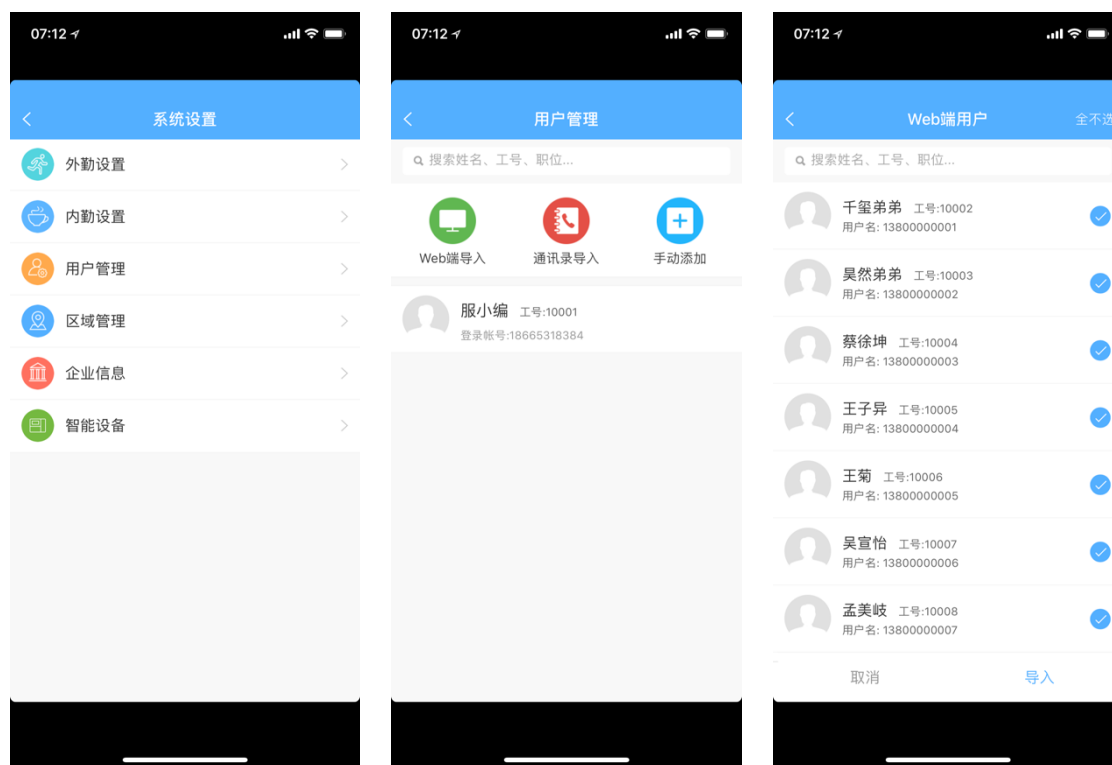 07:12
系统设置
外勤设置
内勤设置
用户管理
区域管理
企业信息
智能设备
07:12
用户管理
搜索姓名、工号、职位...
Web端导入
通讯录导入
手动添加
服小编 工号:10001
登录帐号:18665318384
07:12
Web端用户
全不选
搜索姓名、工号、职位...
千玺弟弟 工号:10002
用户名: 13800000001
昊然弟弟 工号:10003
用户名: 13800000002
蔡徐坤 工号:10004
用户名: 13800000003
王子异 工号:10005
用户名: 13800000004
王菊 工号:10006
用户名: 13800000005
吴宣怡 工号:10007
用户名: 13800000006
孟美岐 工号:10008
用户名: 13800000007
取消
导入